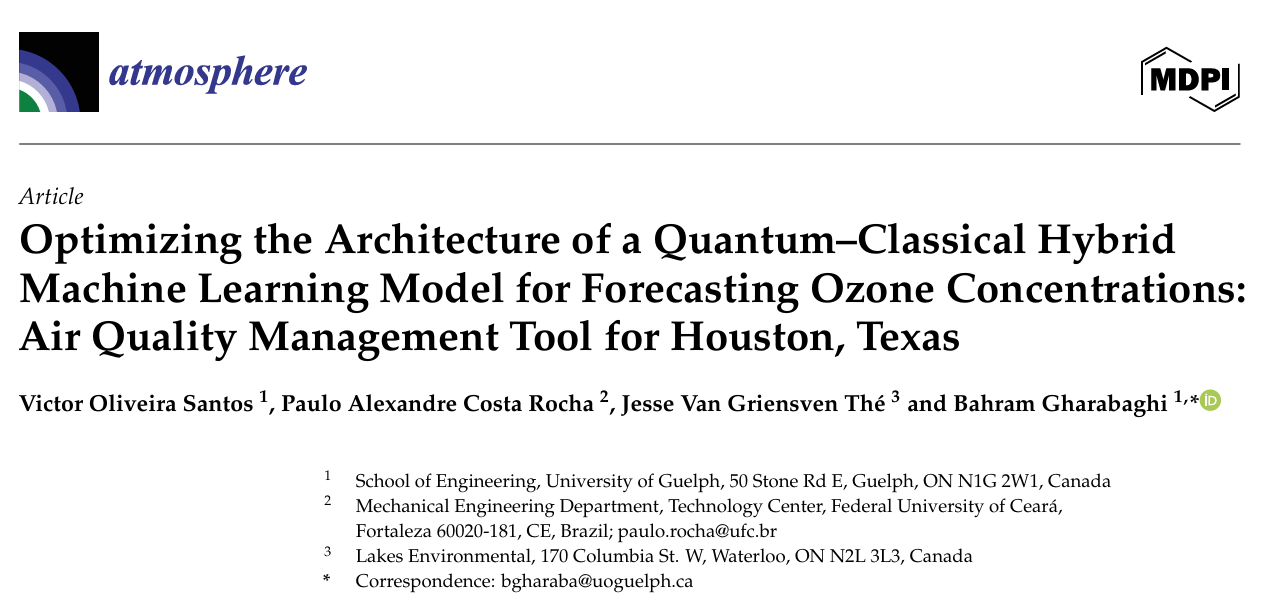 atmosphere
MDPI
Article
Optimizing the Architecture of a Quantum–Classical Hybrid
Machine Learning Model for Forecasting Ozone Concentrations:
Air Quality Management Tool for Houston, Texas
Victor Oliveira Santos 1, Paulo Alexandre Costa Rocha 2, Jesse Van Griensven Thé 3 and Bahram Gharabaghi 1,* iD
1 School of Engineering, University of Guelph, 50 Stone Rd E, Guelph, ON N1G 2W1, Canada
2 Mechanical Engineering Department, Technology Center, Federal University of Ceará,
Fortaleza 60020-181, CE, Brazil; paulo.rocha@ufc.br
3 Lakes Environmental, 170 Columbia St. W, Waterloo, ON N2L 3L3, Canada
* Correspondence: bgharaba@uoguelph.ca